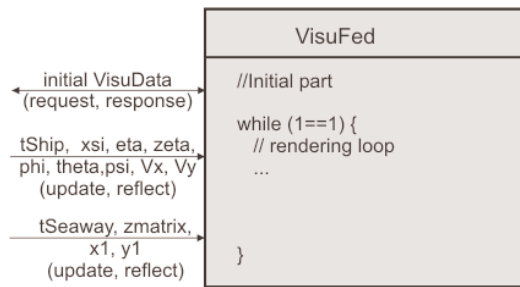 VisuFed
initial VisuData
(request, response)
//Initial part
while (1==1) {
// rendering loop
...
tShip, xsi, eta, zeta,
phi, theta,psi, Vx, Vy
(update, reflect)
tSeaway, zmatrix,
x1, y1
(update, reflect)
}